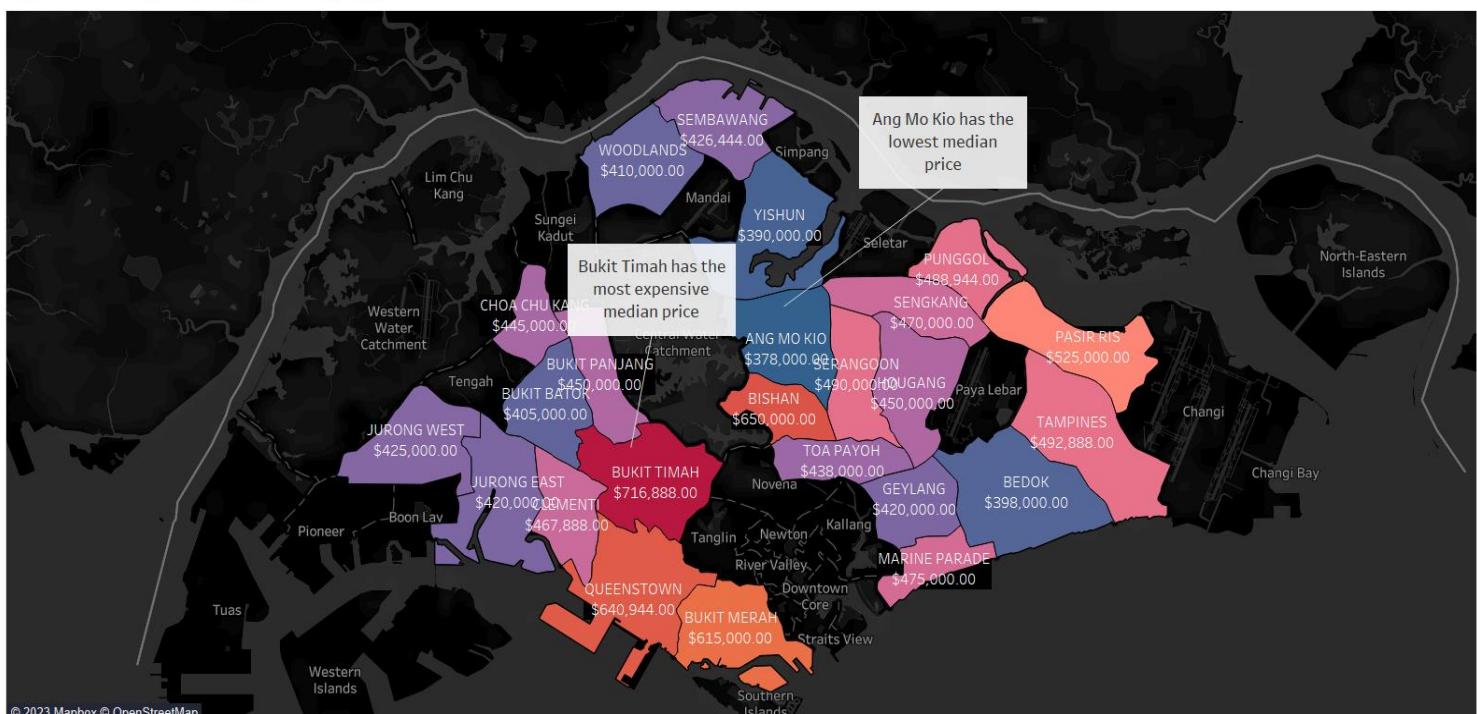 SEMBAWANG
$426,444.00
WOODLANDS
$410,000.00
Simpang
Ang Mo Kio has the
lowest median
price
Lim Chu
Kang
Mandai
Sungei
Kadut
YISHUN
$390,000.00
Seletar
North-Eastern
Islands
Bukit Timah has the
most expensive
median price
PUNGGOL
$488,944.00
CHOA CHU KANG
$445,000.00
Western
Water
Catchment
SENGKANG
$470,000.00
Central Water
Catchment
ANG MO KIO
$378,000.00
PASIR RIS
$525,000.00
BUKIT PANJANG
$450,000.00
SERANGOON
$490,000.00
HOUGANG
$450,000.00
Tengah
BUKIT BATOK
$405,000.00
BISHAN
$650,000.00
Paya Lebar
Changi
TAMPINES
$492,888.00
JURONG WEST
$425,000.00
TOA PAYOH
$438,000.00
BUKIT TIMAH
$716,888.00
Novena
Changi Bay
JURONG EAST
$420,000.00
CLEMENTI
$467,888.00
GEYLANG
$420,000.00
BEDOK
$398,000.00
Pioneer
Boon Lay
Tanglin
Newton
Kallang
River Valley
MARINE PARADE
$475,000.00
QUEENSTOWN
$640,944.00
Downtown
Core
Tuas
BUKIT MERAH
$615,000.00
Straits View
Western
Islands
Southern
Islands
© 2023 Mapbox © OpenStreetMap